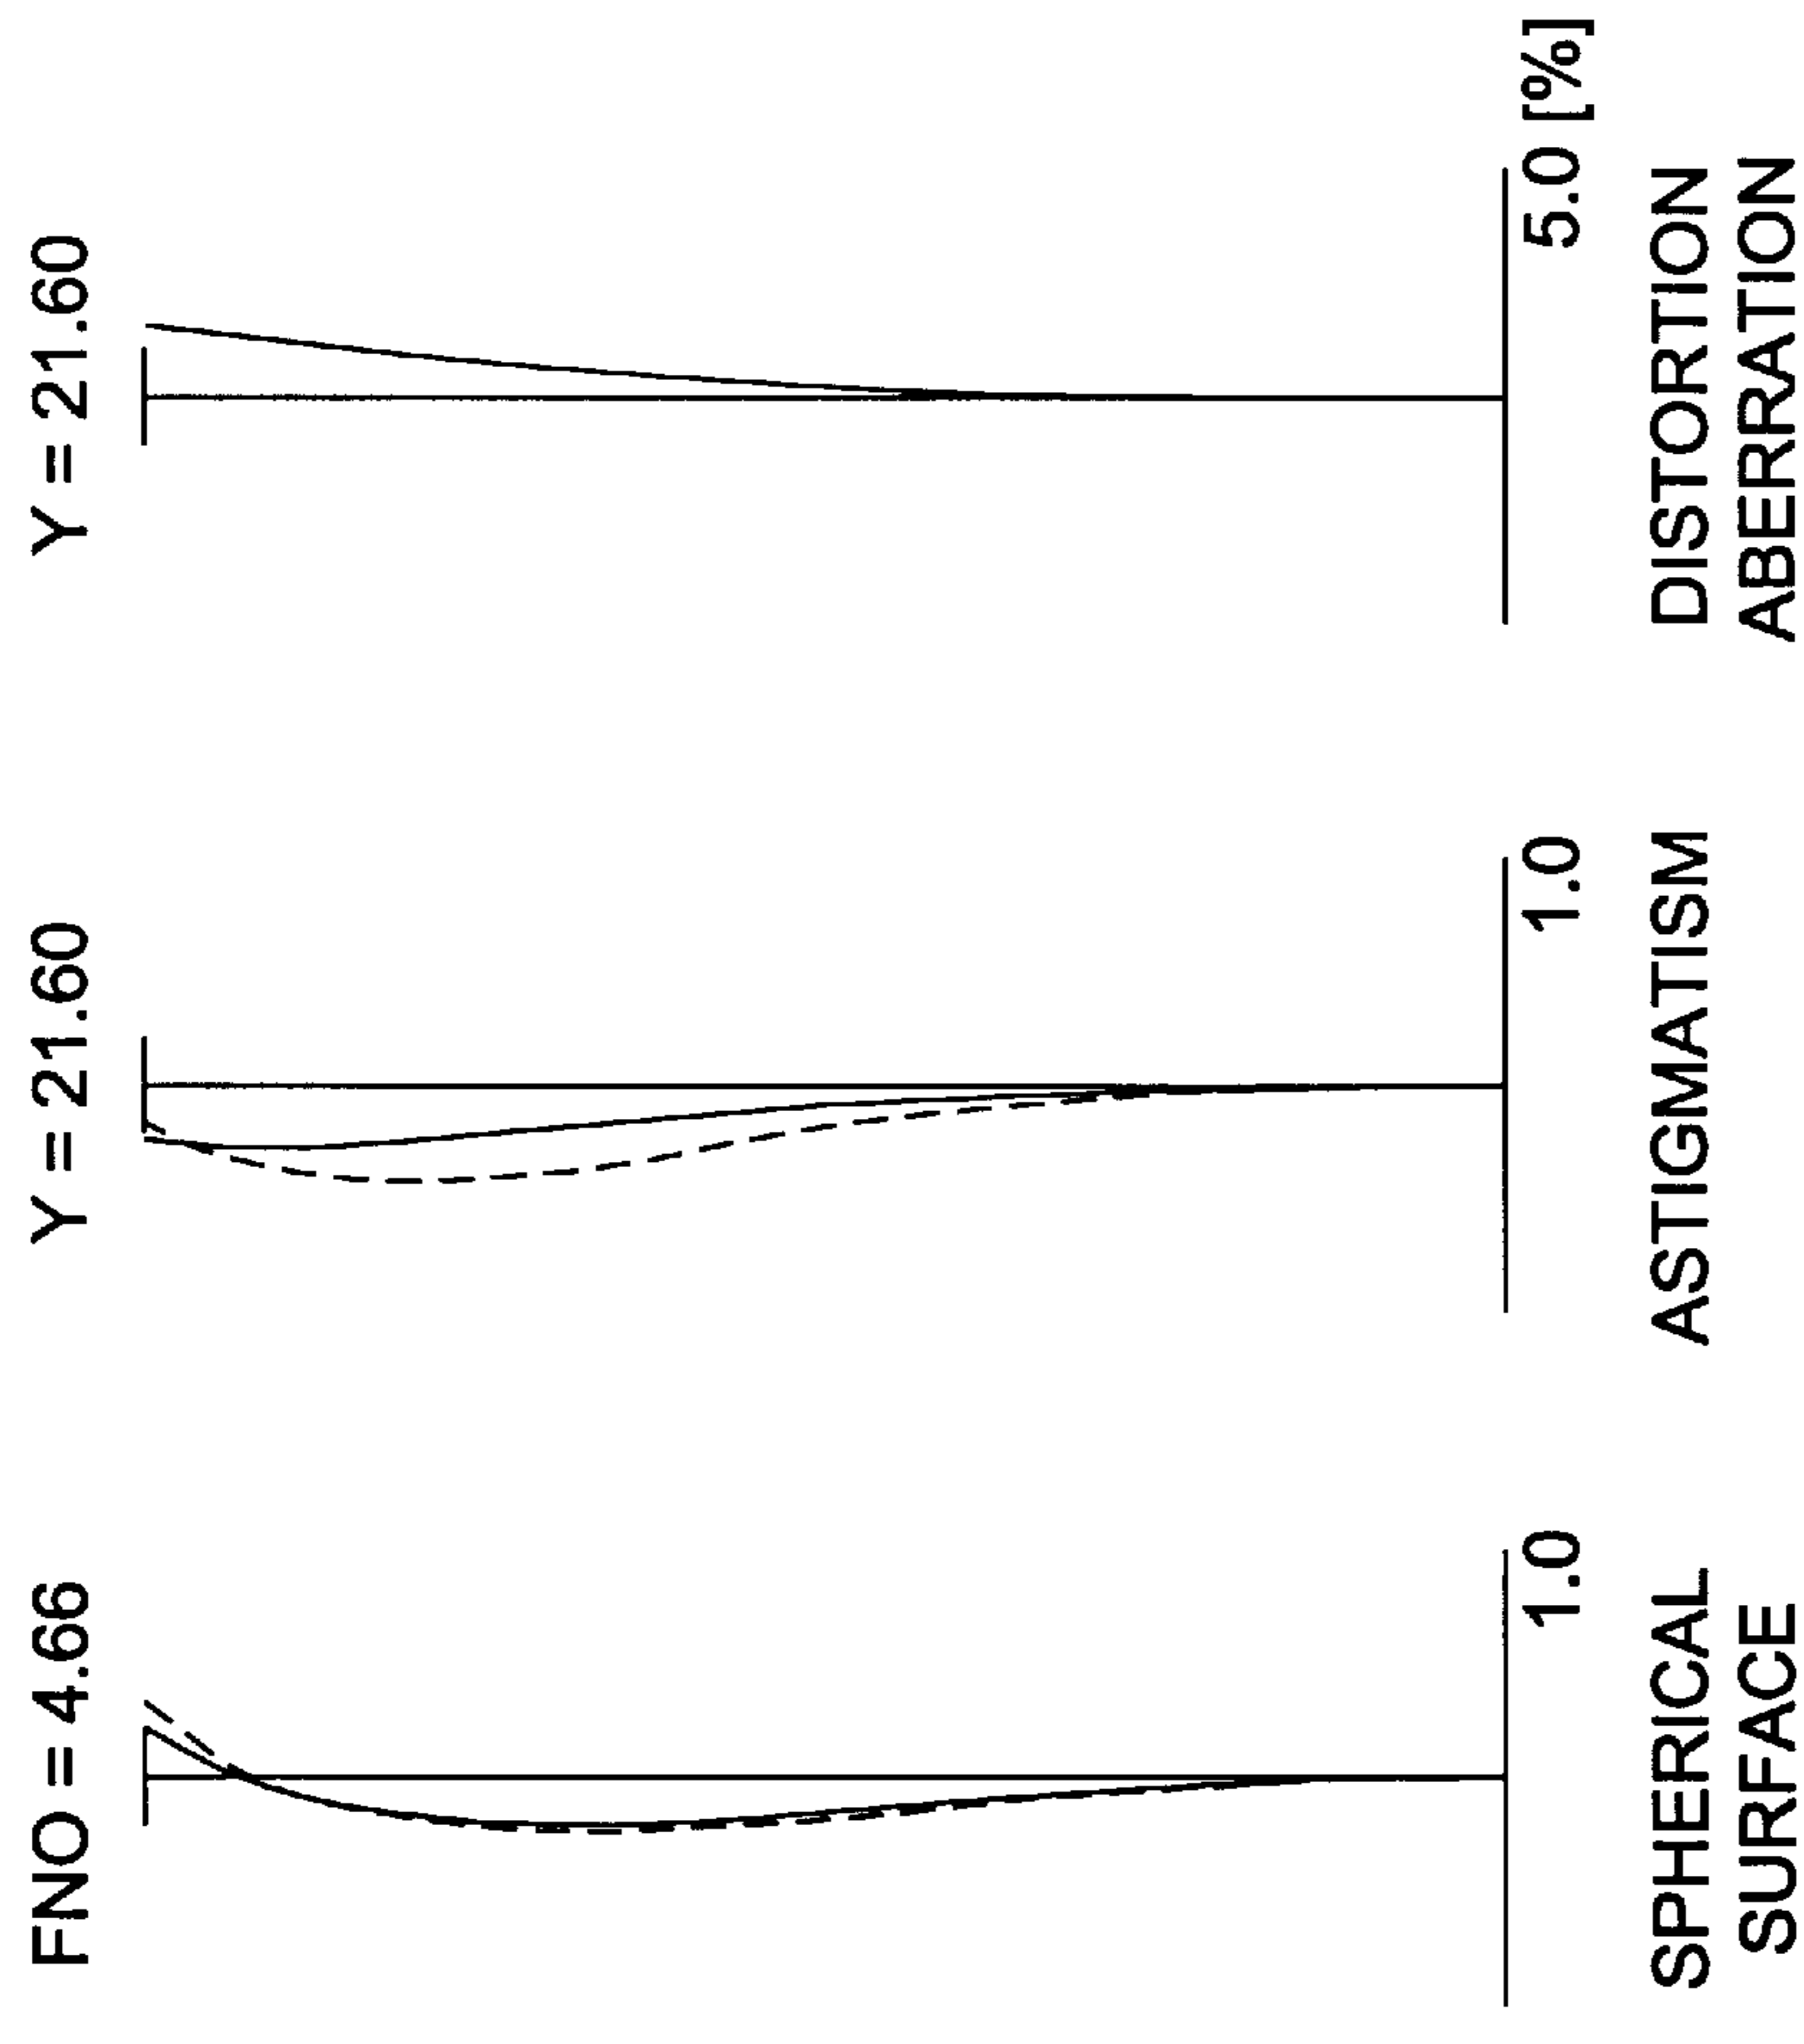 FNO = 4.66
1.0
SPHERICAL
SURFACE
Y = 21.60
1.0
ASTIGMATISM
Y = 21.60
5.0 [%]
DISTORTION
ABERRATION